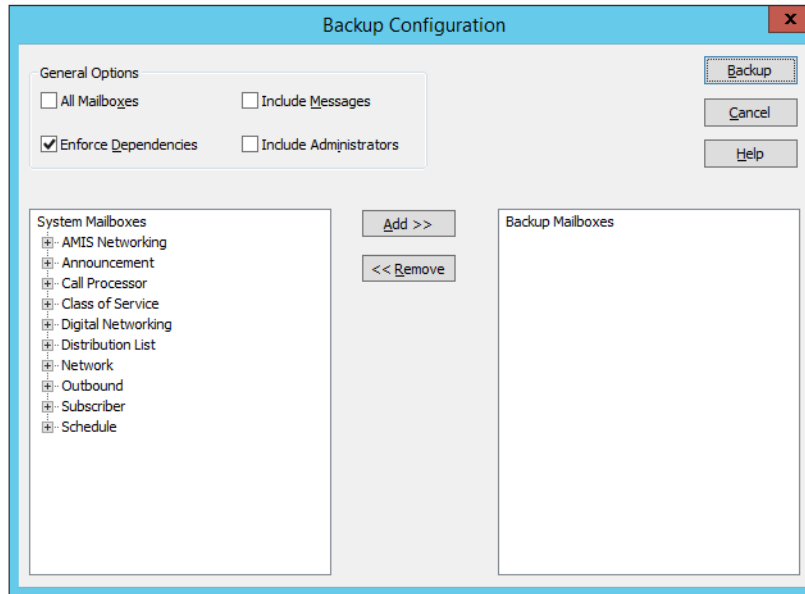 Backup Configuration
x
General Options
All Mailboxes
Include Messages
Enforce Dependencies
Include Administrators
Backup
Cancel
Help
System Mailboxes
AMIS Networking
Announcement
Call Processor
Class of Service
Digital Networking
Distribution List
Network
Outbound
Subscriber
Schedule
Add >>
<< Remove
Backup Mailboxes